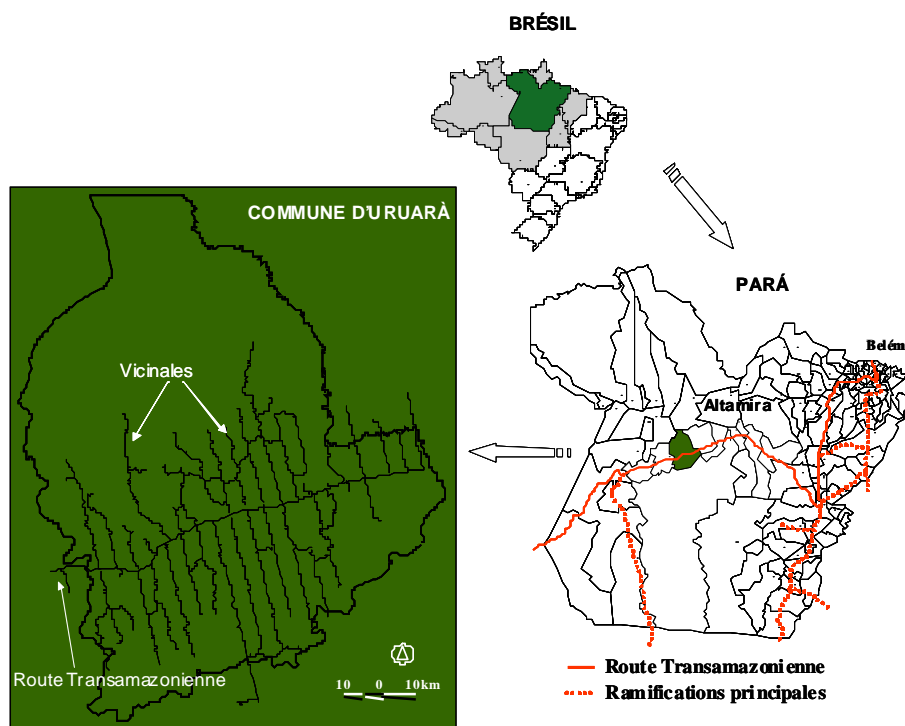 BRÉSIL
COMMUNE D'URUARÀ
PARÁ
Belém
Vicinales
Altamira
Route Transamazonienne
10 0 10km
Route Transamazonienne
Ramifications principales